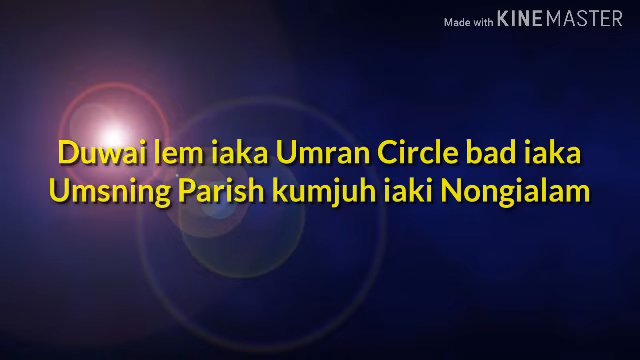 Made with KINEMASTER
Duwai lem iaka Umran Circle bad iaka
Umsning Parish kumjuh iaki Nongialam